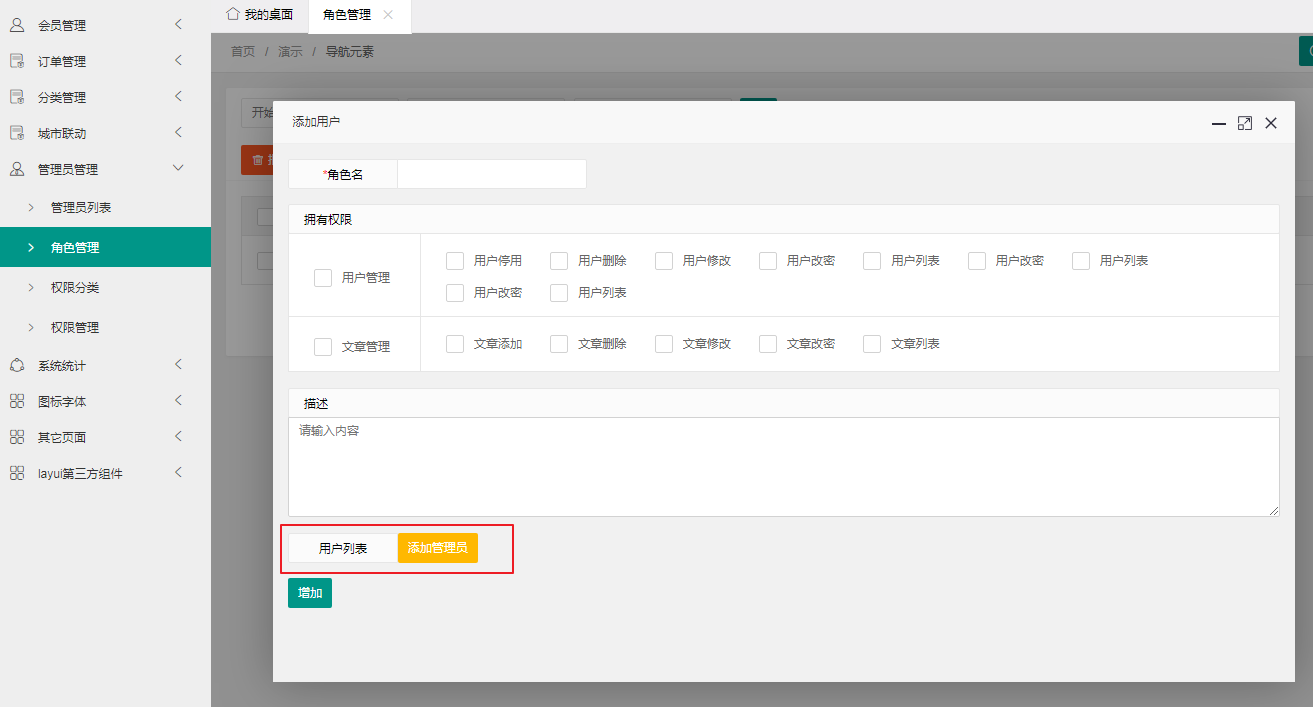 会员管理
订单管理
分类管理
城市联动
管理员管理
管理员列表
角色管理
权限分类
权限管理
系统统计
图标字体
其它页面
layui第三方组件
我的桌面
角色管理
首页 / 演示 / 导航元素
开始
添加用户
*角色名
拥有权限
用户管理
用户停用 用户删除 用户修改 用户改密 用户列表 用户改密 用户列表
用户改密 用户列表
文章管理
文章添加 文章删除 文章修改 文章改密 文章列表
描述
请输入内容
用户列表 添加管理员
增加